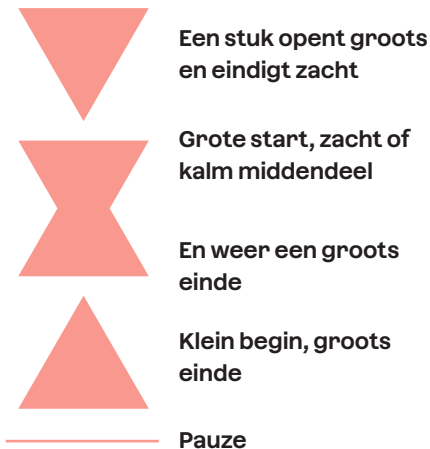 Een stuk opent groots
en eindigt zacht
Grote start, zacht of
kalm middendeel
En weer een groots
einde
Klein begin, groots
einde
Pauze